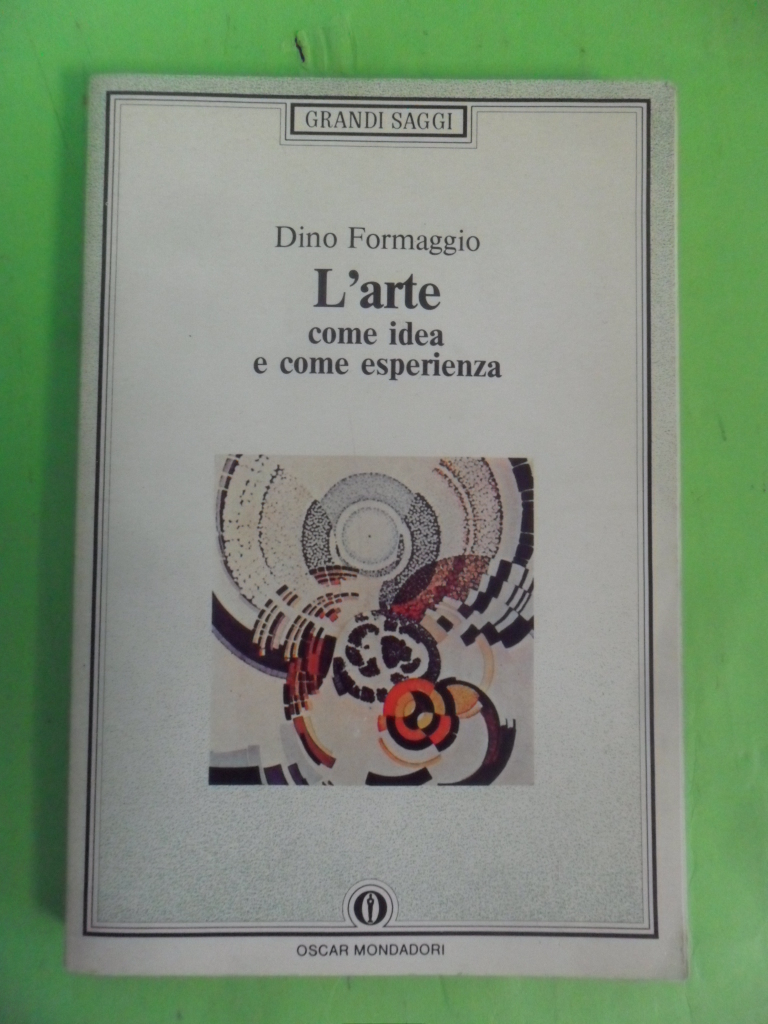 GRANDI SAGGI
Dino Formaggio
L'arte
come idea
e come esperienza
OSCAR MONDADORI